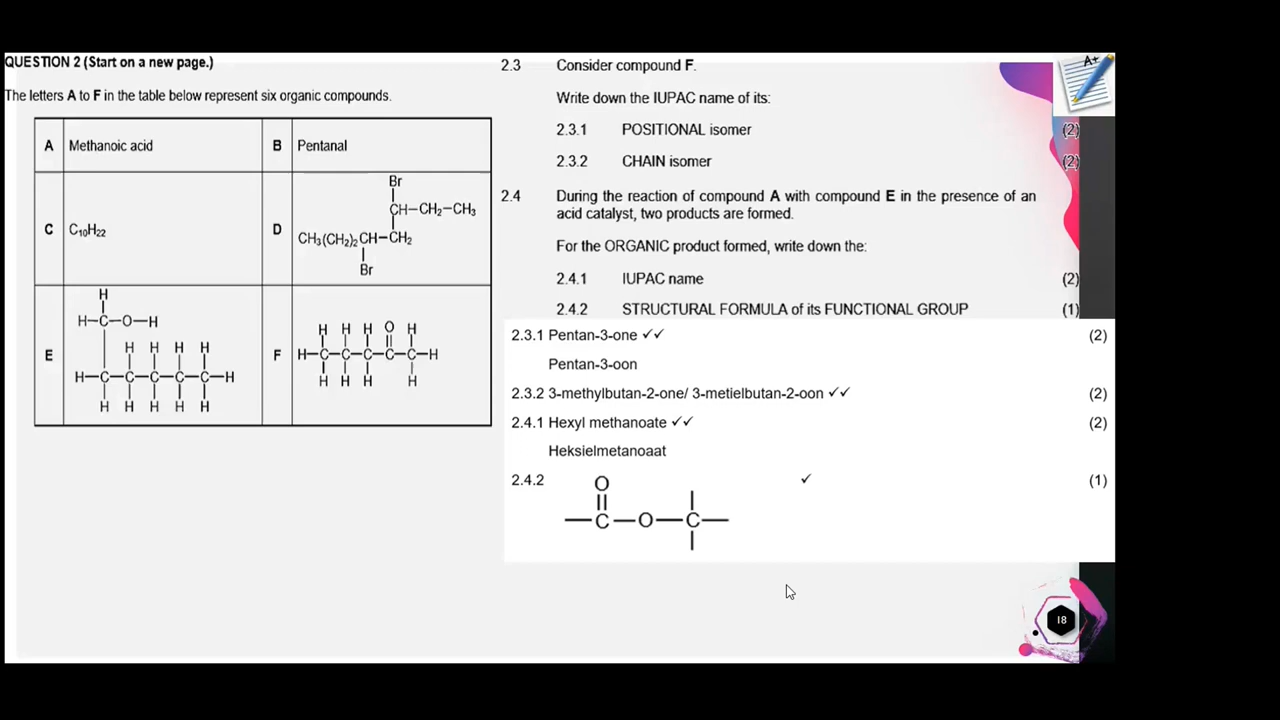 QUESTION 2 (Start on a new page.)
The letters A to F in the table below represent six organic compounds.
A Methanoic acid B Pentanal
C C₁₀H₂₂ D
Br
CH–CH₂–CH₃
CH₃(CH₂)₂CH–CH₂
Br
E
H
H–C–O–H
H H H H
H–C–C–C–C–C–H
H H H H H
F
H H H O H
H–C–C–C–C–C–H
H H H H
2.3 Consider compound F.
Write down the IUPAC name of its:
2.3.1 POSITIONAL isomer (2)
2.3.2 CHAIN isomer (2)
2.4 During the reaction of compound A with compound E in the presence of an
acid catalyst, two products are formed.
For the ORGANIC product formed, write down the:
2.4.1 IUPAC name (2)
2.4.2 STRUCTURAL FORMULA of its FUNCTIONAL GROUP (1)
2.3.1 Pentan-3-one ✓✓ (2)
Pentan-3-oon
2.3.2 3-methylbutan-2-one/ 3-metielbutan-2-oon ✓✓ (2)
2.4.1 Hexyl methanoate ✓✓ (2)
Heksielmetanoaat
2.4.2 ✓ (1)
O
–C–O–C–
A+
18